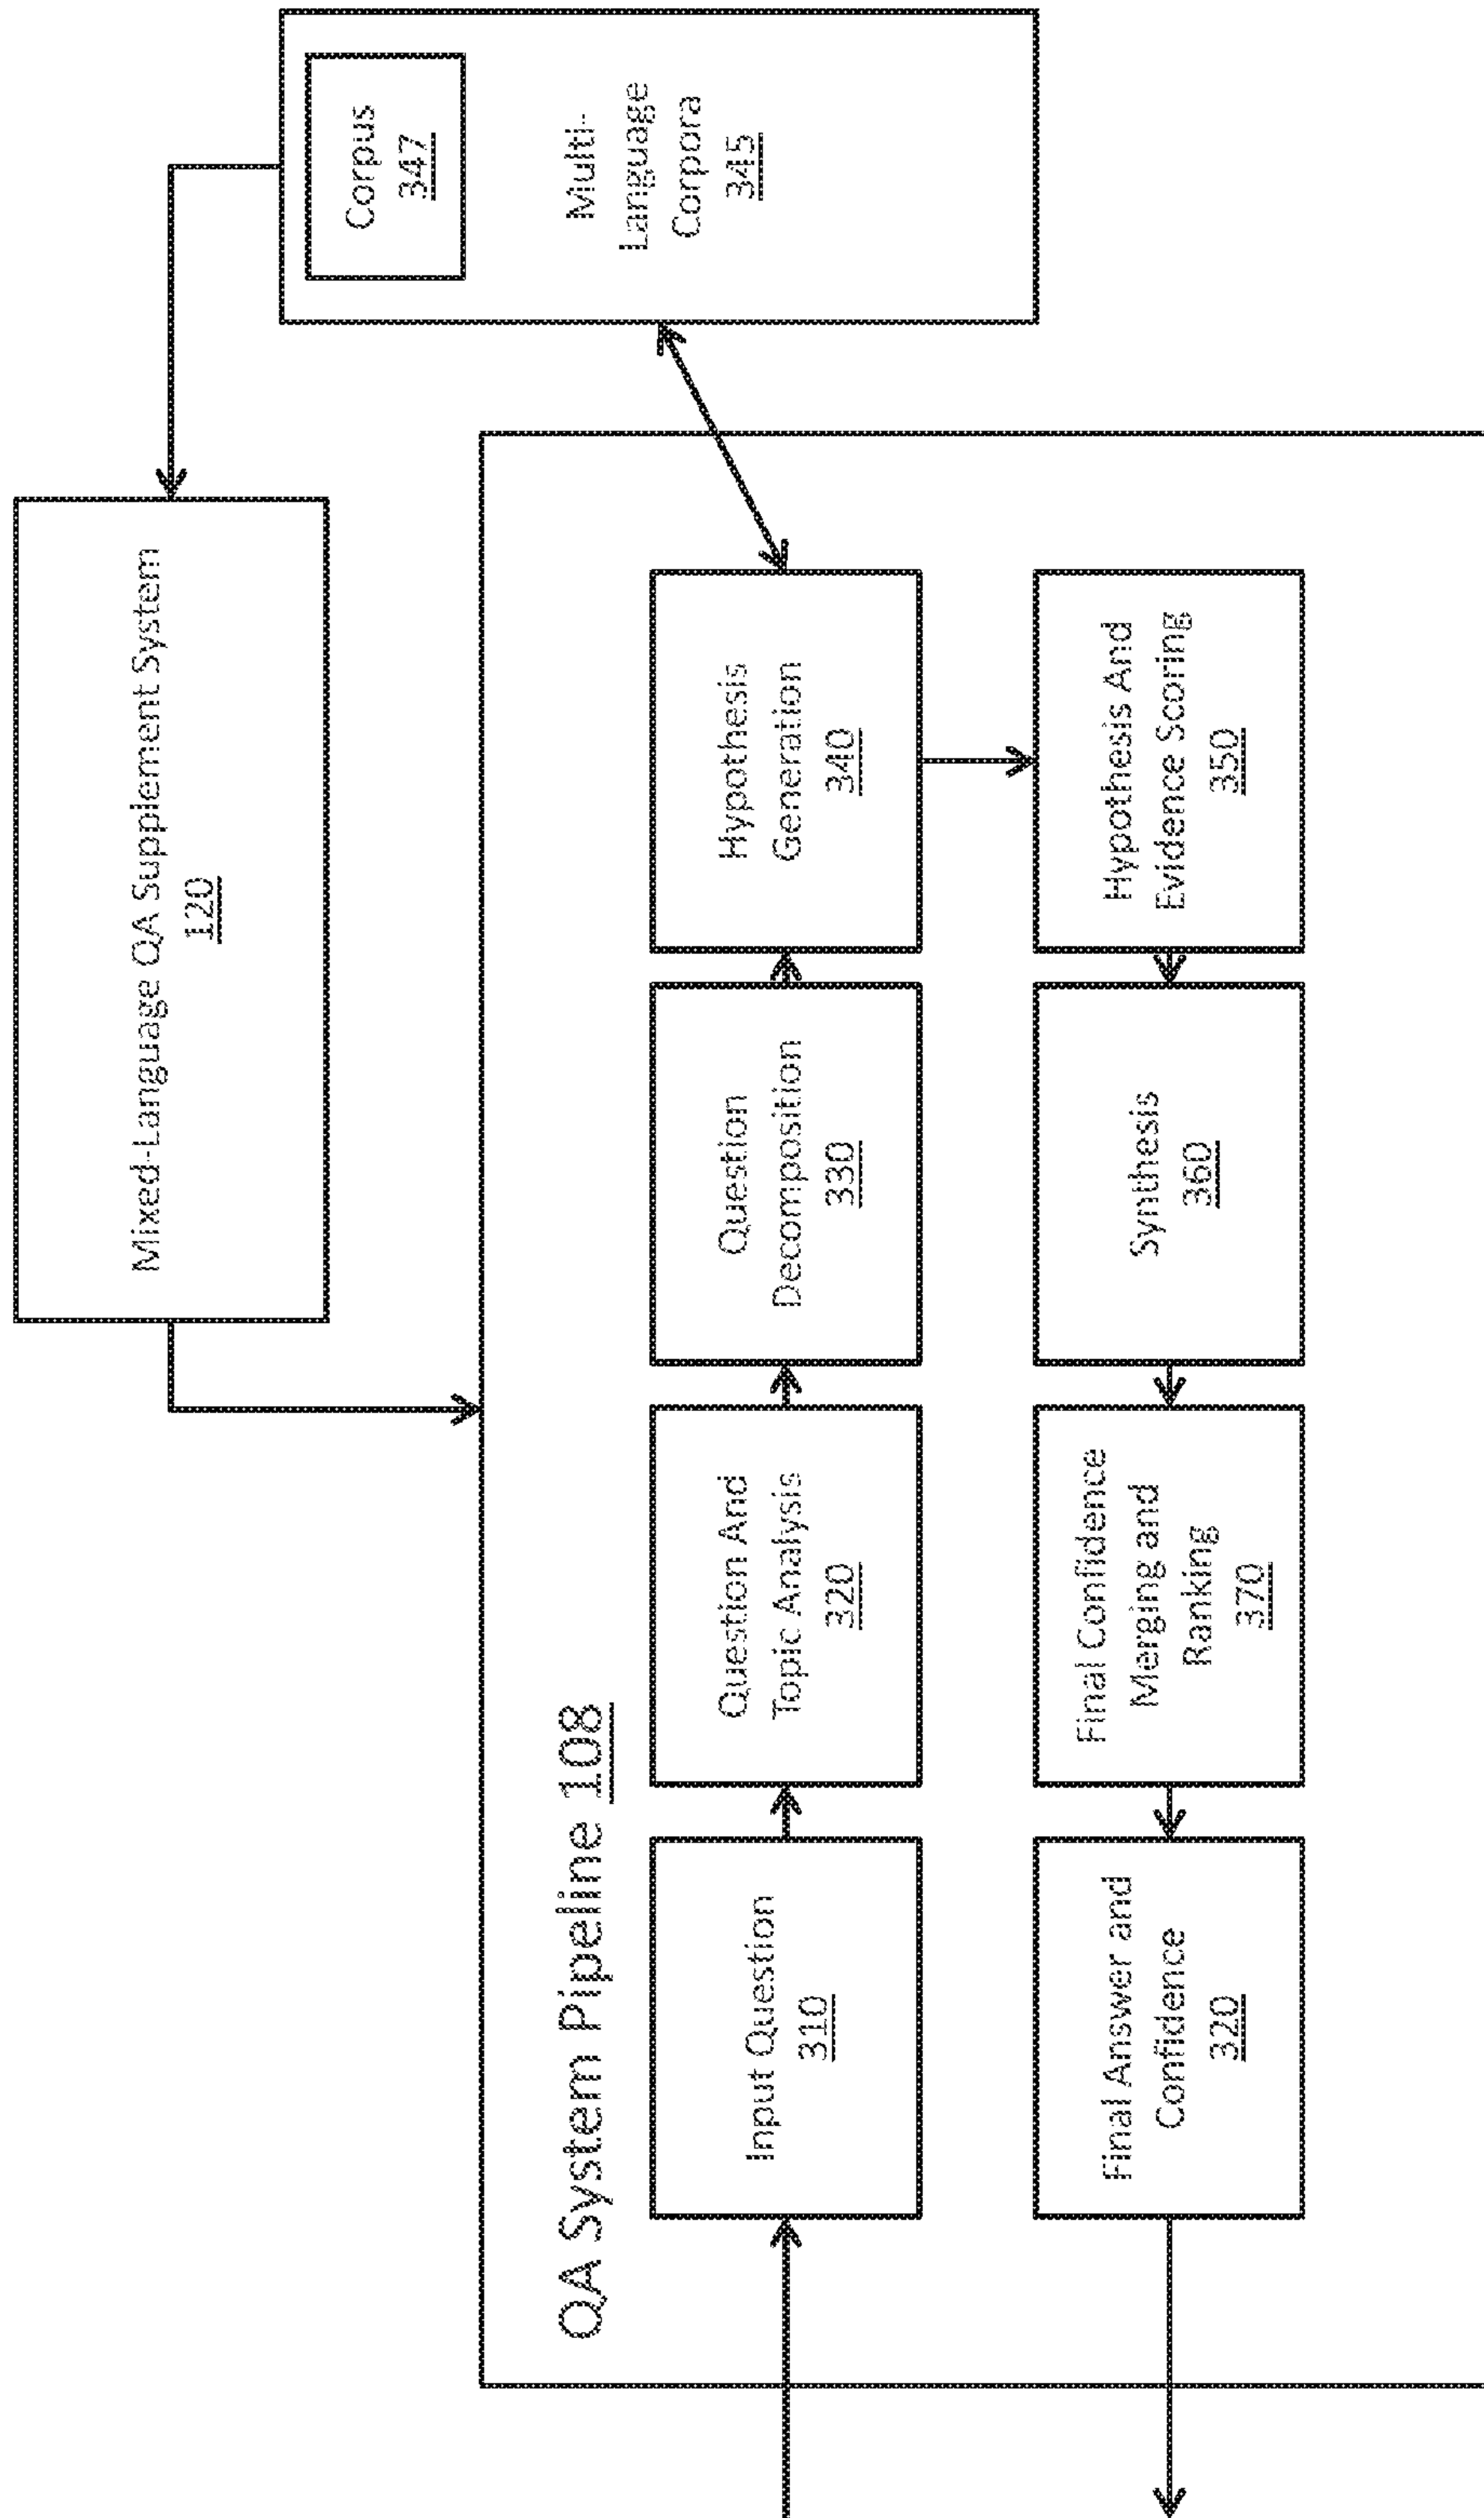 Mixed-Language QA Supplement System
120
Corpus
347
Multi-
Language
Corpora
345
QA System Pipeline 108
Input Question
310
Question And
Topic Analysis
320
Question
Decomposition
330
Hypothesis
Generation
340
Hypothesis And
Evidence Scoring
350
Synthesis
360
Final Confidence
Merging and
Ranking
370
Final Answer and
Confidence
320